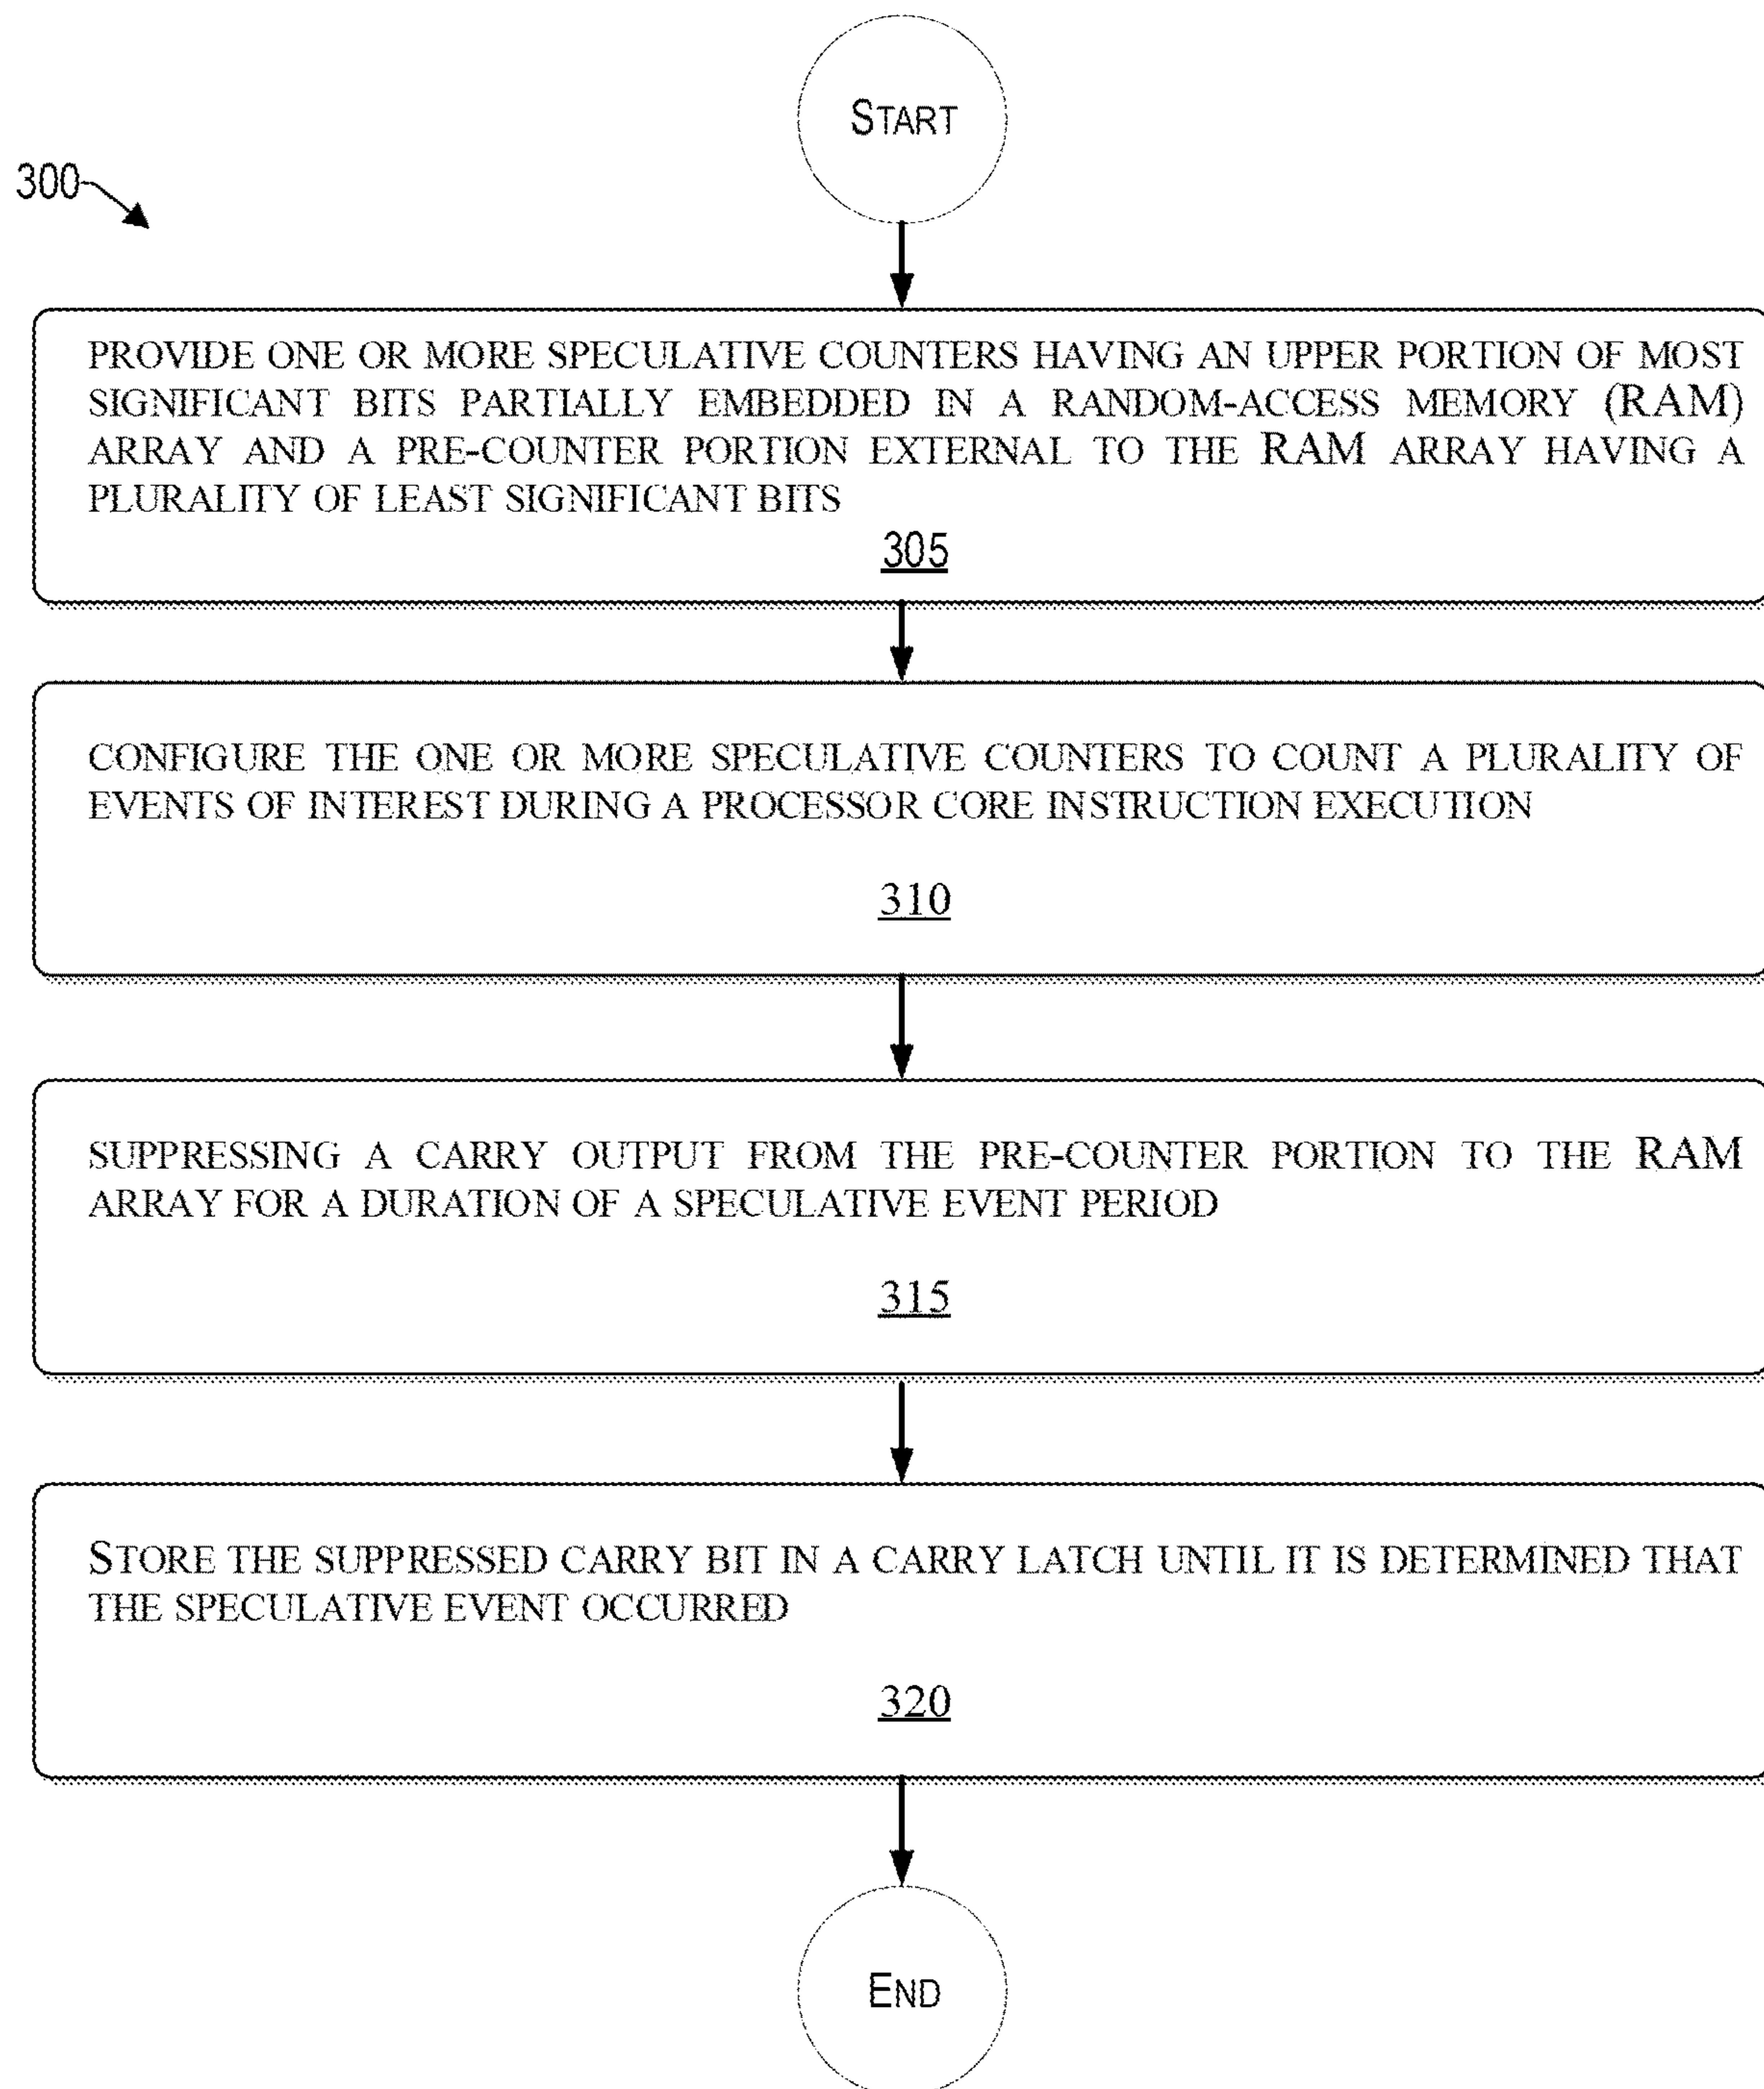 START
300
PROVIDE ONE OR MORE SPECULATIVE COUNTERS HAVING AN UPPER PORTION OF MOST
SIGNIFICANT BITS PARTIALLY EMBEDDED IN A RANDOM-ACCESS MEMORY (RAM)
ARRAY AND A PRE-COUNTER PORTION EXTERNAL TO THE RAM ARRAY HAVING A
PLURALITY OF LEAST SIGNIFICANT BITS
305
CONFIGURE THE ONE OR MORE SPECULATIVE COUNTERS TO COUNT A PLURALITY OF
EVENTS OF INTEREST DURING A PROCESSOR CORE INSTRUCTION EXECUTION
310
SUPPRESSING A CARRY OUTPUT FROM THE PRE-COUNTER PORTION TO THE RAM
ARRAY FOR A DURATION OF A SPECULATIVE EVENT PERIOD
315
STORE THE SUPPRESSED CARRY BIT IN A CARRY LATCH UNTIL IT IS DETERMINED THAT
THE SPECULATIVE EVENT OCCURRED
320
END